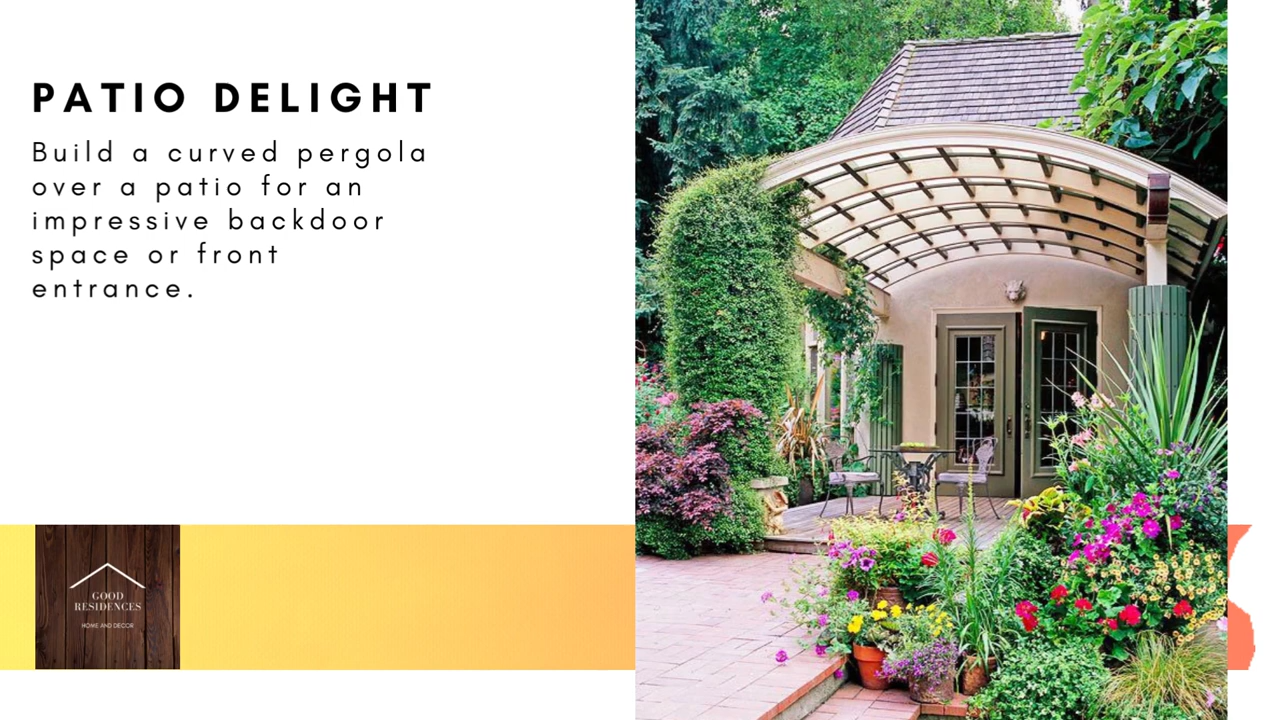 PATIO DELIGHT
Build a curved pergola
over a patio for an
impressive backdoor
space or front
entrance.
GOOD
RESIDENCES
HOME AND DECOR